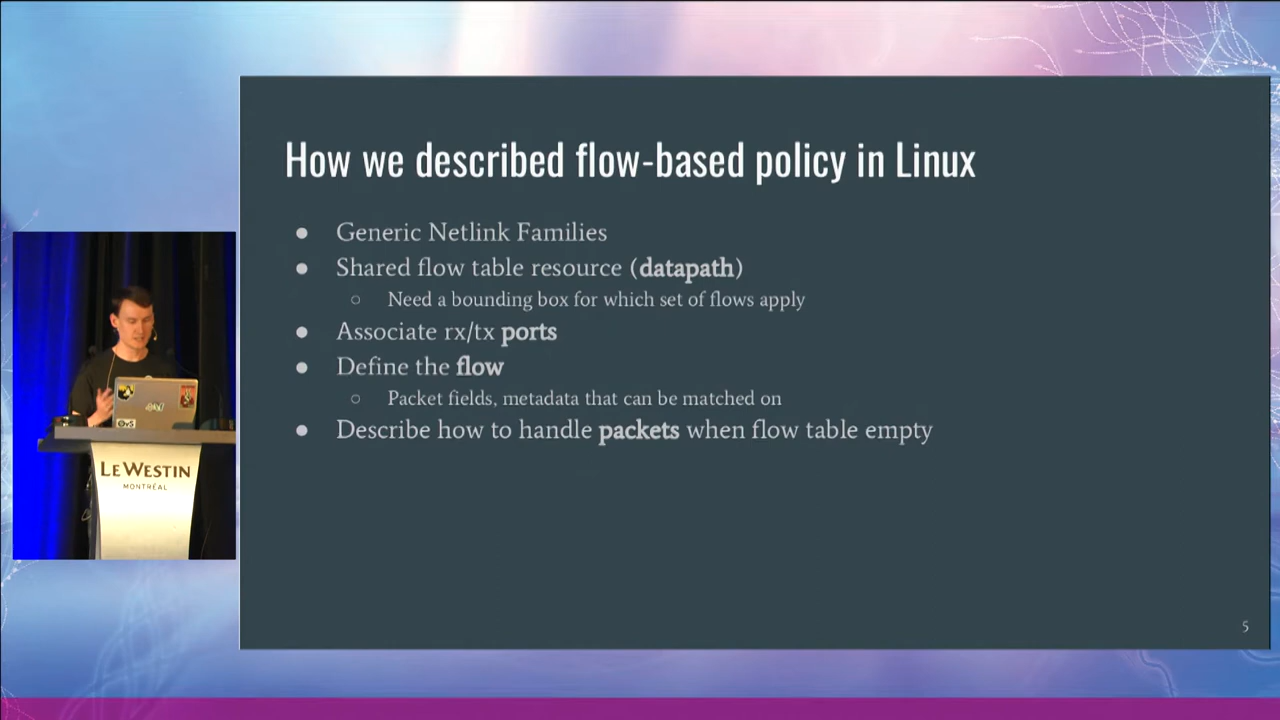 How we described flow-based policy in Linux
● Generic Netlink Families
● Shared flow table resource (datapath)
○ Need a bounding box for which set of flows apply
● Associate rx/tx ports
● Define the flow
○ Packet fields, metadata that can be matched on
● Describe how to handle packets when flow table empty
5
LE WESTIN
MONTRÉAL